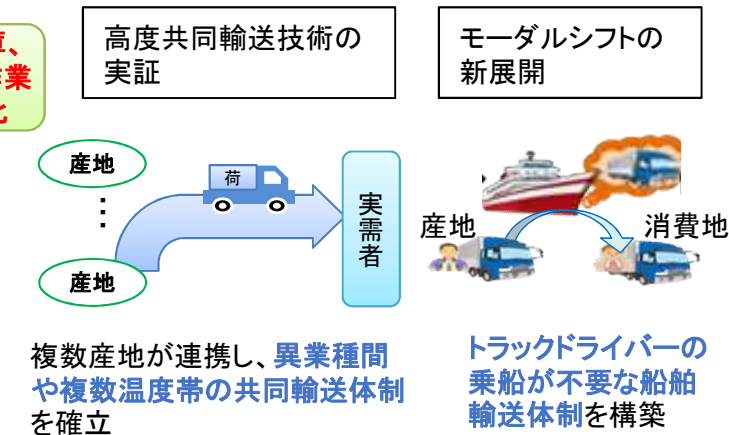 業
高度共同輸送技術の
実証
モーダルシフトの
新展開
産地
⋮
産地
荷
実需者
産地
消費地
複数産地が連携し、異業種間
や複数温度帯の共同輸送体制
を確立
トラックドライバーの
乗船が不要な船舶
輸送体制を構築